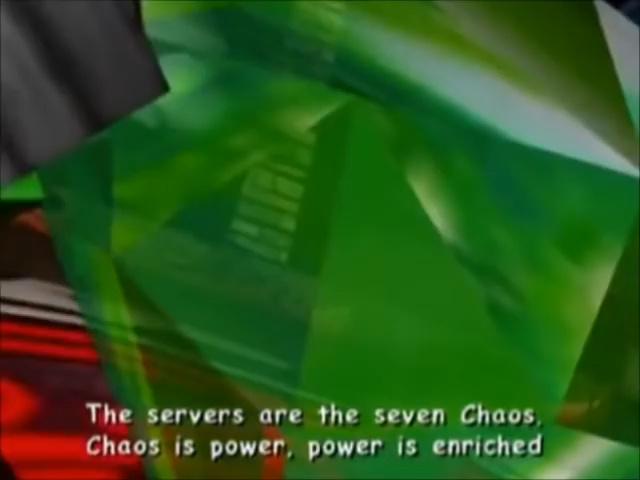 The servers are the seven Chaos.
Chaos is power, power is enriched